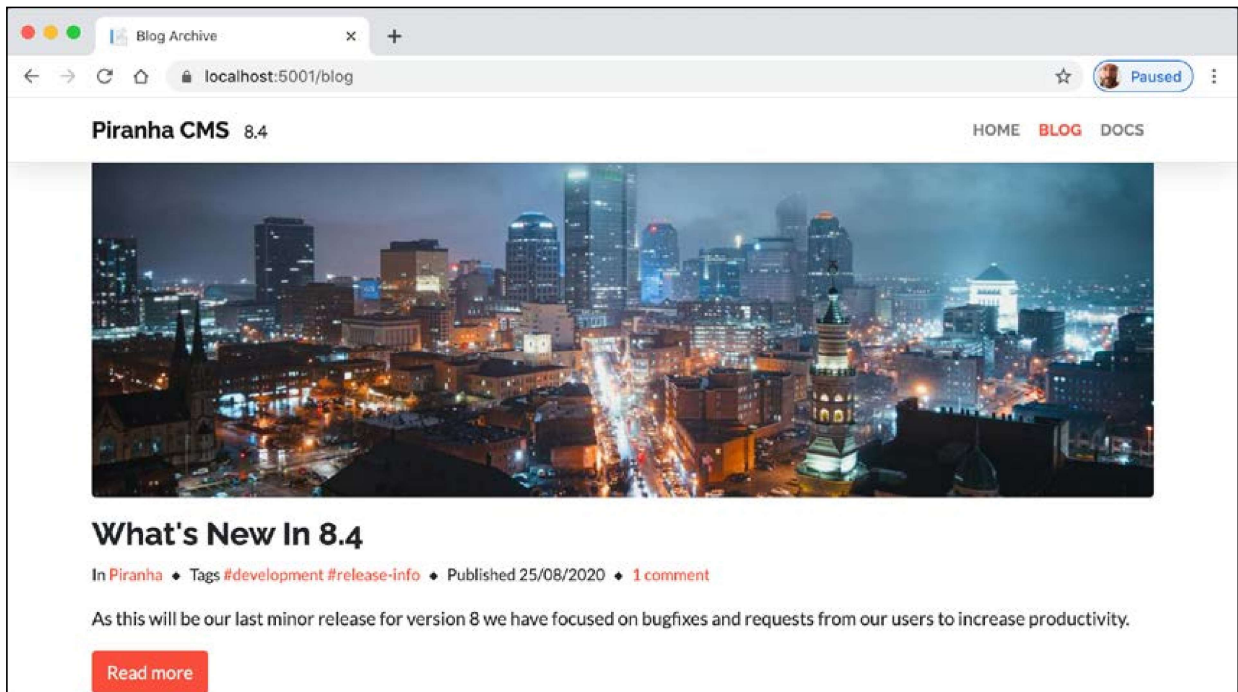 Blog Archive
localhost:5001/blog
Paused
Piranha CMS 8.4
HOME BLOG DOCS
What's New In 8.4
In Piranha ◆ Tags #development #release-info ◆ Published 25/08/2020 ◆ 1 comment
As this will be our last minor release for version 8 we have focused on bugfixes and requests from our users to increase productivity.
Read more